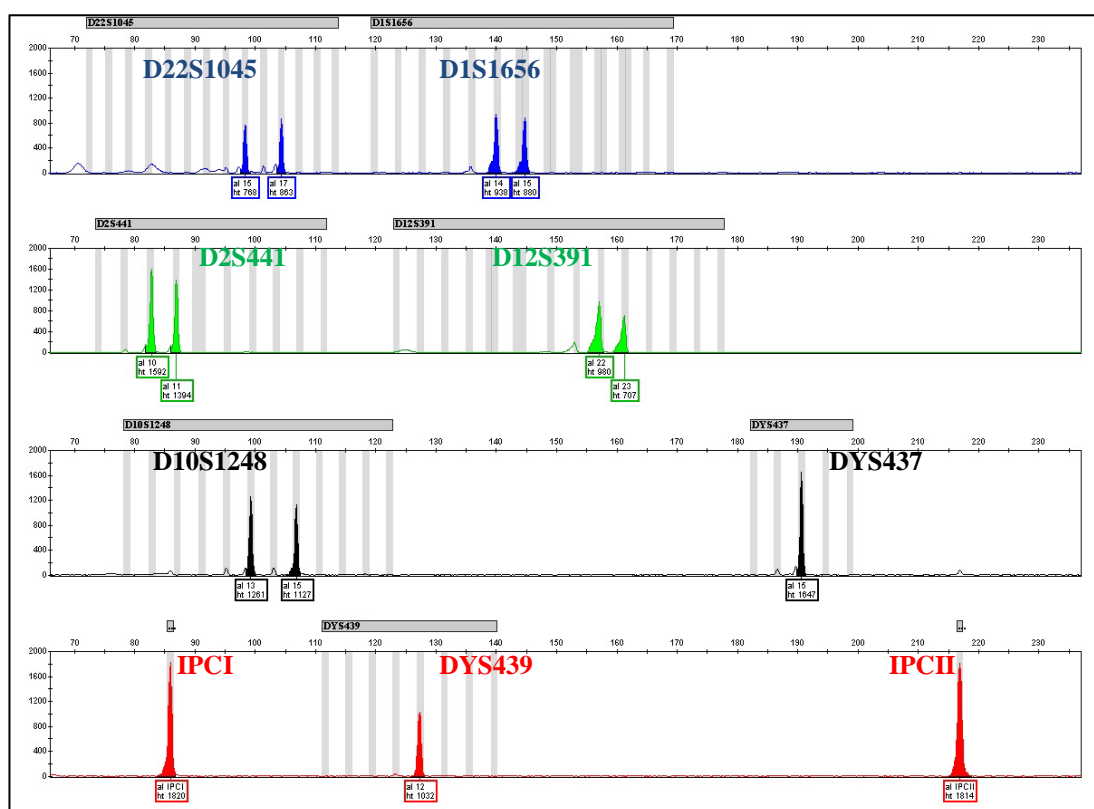 D22S1045 D1S1656
70 80 90 100 110 120 130 140 150 160 170 180 190 200 210 220 230
2000
1600
1200
800
400
0
D22S1045 D1S1656
al 15
ht 768
al 17
ht 863
al 14
ht 938
al 15
ht 880
D2S441 D12S391
70 80 90 100 110 120 130 140 150 160 170 180 190 200 210 220 230
2000
1600
1200
800
400
0
D2S441 D12S391
al 10
ht 1592
al 11
ht 1394
al 22
ht 980
al 23
ht 707
D10S1248 DYS437
70 80 90 100 110 120 130 140 150 160 170 180 190 200 210 220 230
2000
1600
1200
800
400
0
D10S1248 DYS437
al 13
ht 1261
al 15
ht 1127
al 15
ht 1647
... DYS439 ...
70 80 90 100 110 120 130 140 150 160 170 180 190 200 210 220 230
2000
1600
1200
800
400
0
IPCI DYS439 IPCII
al IPCI
ht 1820
al 12
ht 1032
al IPCII
ht 1814